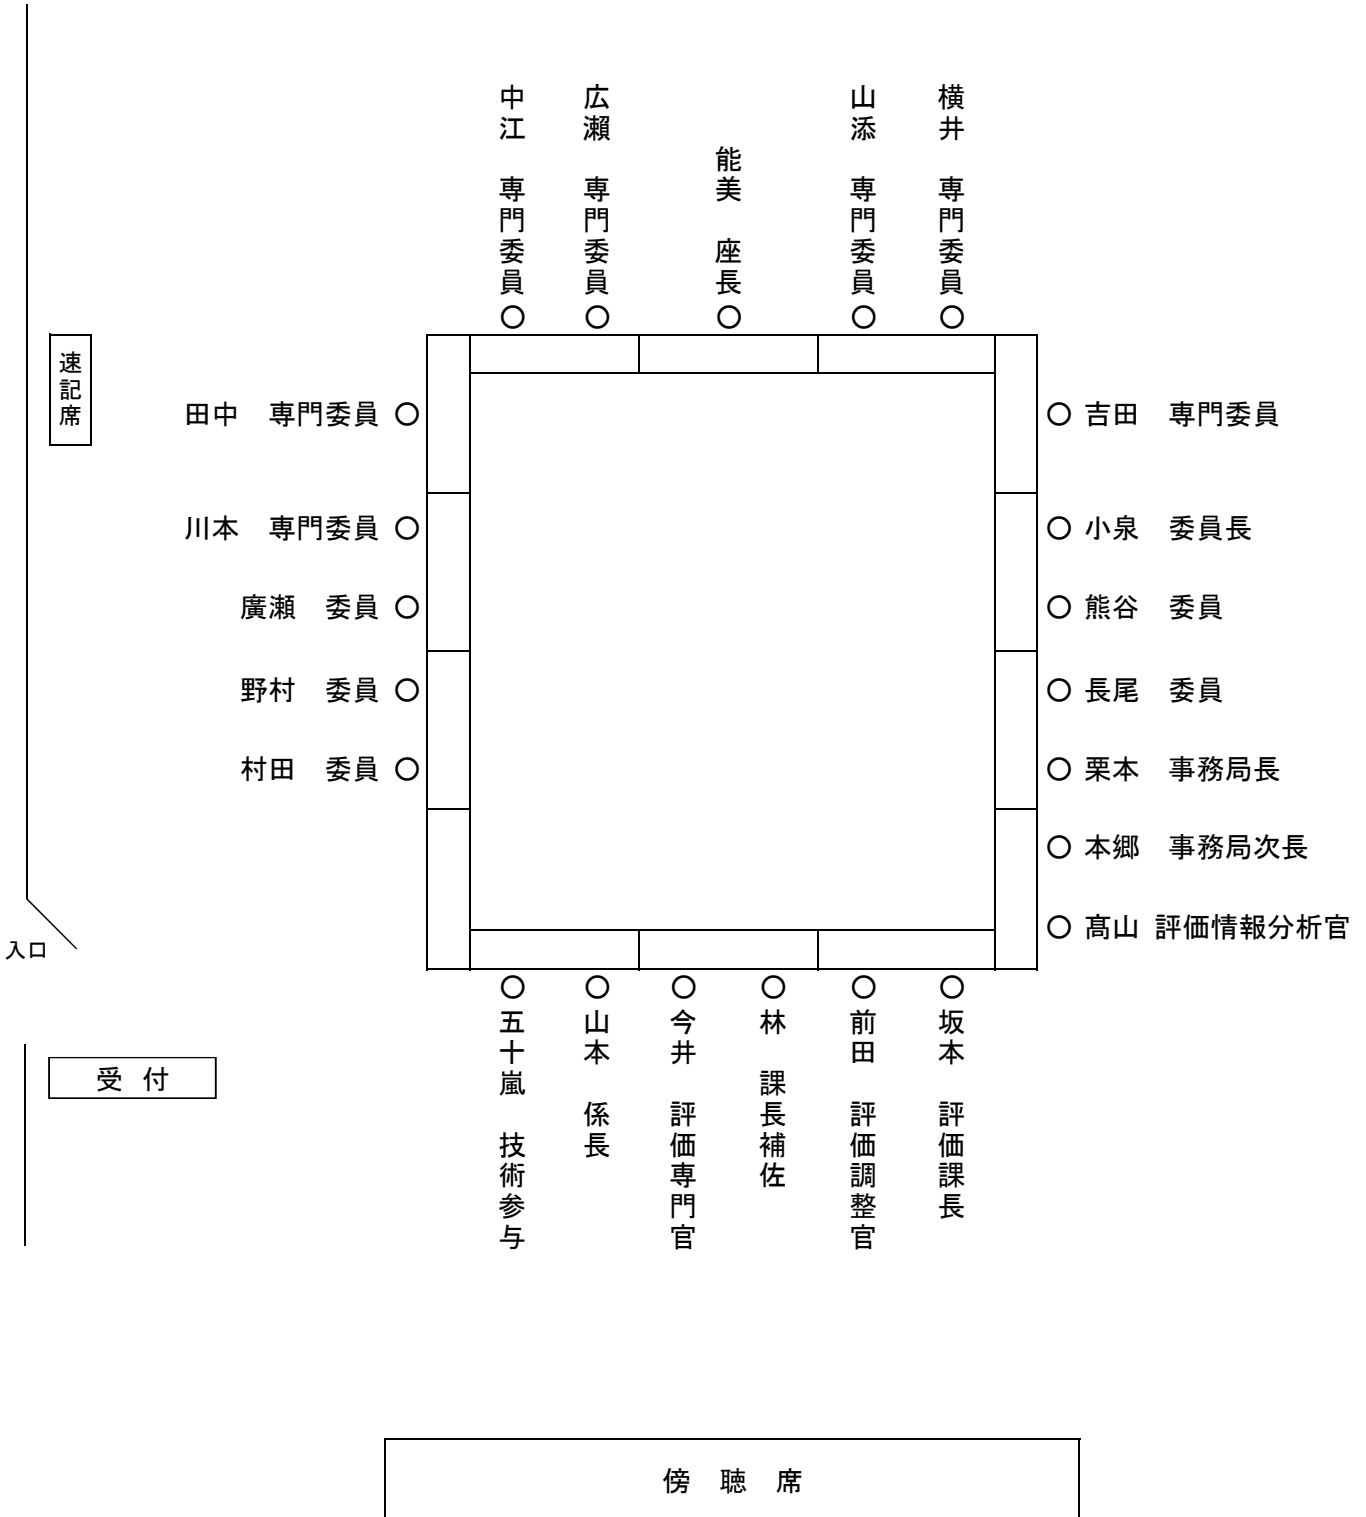 中江　専門委員
広瀬　専門委員
能美　座長
山添　専門委員
横井　専門委員
速記席
田中　専門委員
吉田　専門委員
川本　専門委員
小泉　委員長
廣瀬　委員
熊谷　委員
野村　委員
長尾　委員
村田　委員
栗本　事務局長
本郷　事務局次長
髙山 評価情報分析官
入口
五十嵐　技術参与
山本　係長
今井　評価専門官
林　課長補佐
前田　評価調整官
坂本　評価課長
受 付
傍 聴 席